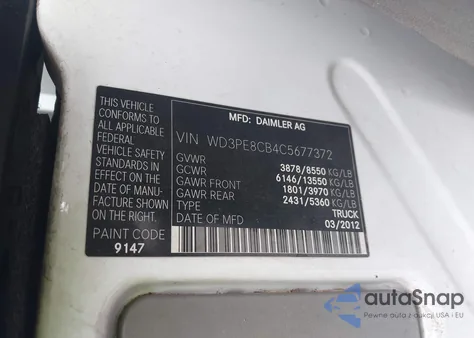 MFD: DAIMLER AG
THIS VEHICLE
CONFORMS TO ALL
APPLICABLE
FEDERAL
MOTOR
VEHICLE SAFETY
STANDARDS IN
EFFECT ON THE
DATE OF MANU-
FACTURE SHOWN
ON THE RIGHT.
PAINT CODE
9147
VIN WD3PE8CB4C5677372
GVWR 3878/8550 KG/LB
GCWR 6146/13550 KG/LB
GAWR FRONT 1801/3970 KG/LB
GAWR REAR 2431/5360 KG/LB
TYPE TRUCK
DATE OF MFD 03/2012
autoSnap
Pewne auta z aukcji USA i EU